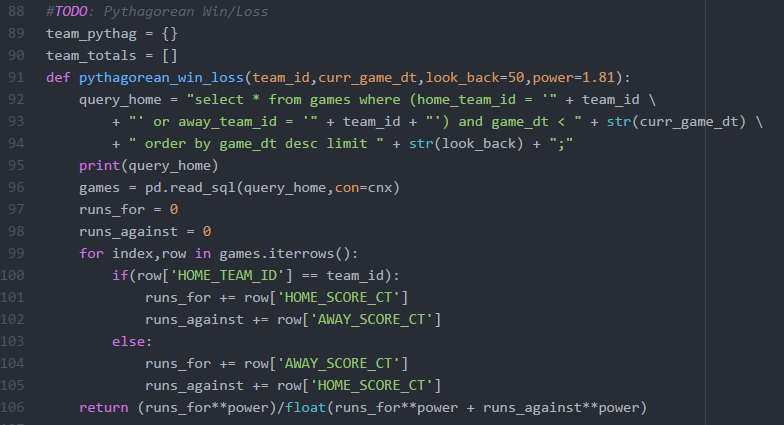 88 #TODO: Pythagorean Win/Loss
89 team_pythag = {}
90 team_totals = []
91 def pythagorean_win_loss(team_id,curr_game_dt,look_back=50,power=1.81):
92     query_home = "select * from games where (home_team_id = '" + team_id \
93         + "' or away_team_id = '" + team_id + "') and game_dt < " + str(curr_game_dt) \
94         + " order by game_dt desc limit " + str(look_back) + ";"
95     print(query_home)
96     games = pd.read_sql(query_home,con=cnx)
97     runs_for = 0
98     runs_against = 0
99     for index,row in games.iterrows():
100         if(row['HOME_TEAM_ID'] == team_id):
101             runs_for += row['HOME_SCORE_CT']
102             runs_against += row['AWAY_SCORE_CT']
103         else:
104             runs_for += row['AWAY_SCORE_CT']
105             runs_against += row['HOME_SCORE_CT']
106     return (runs_for**power)/float(runs_for**power + runs_against**power)